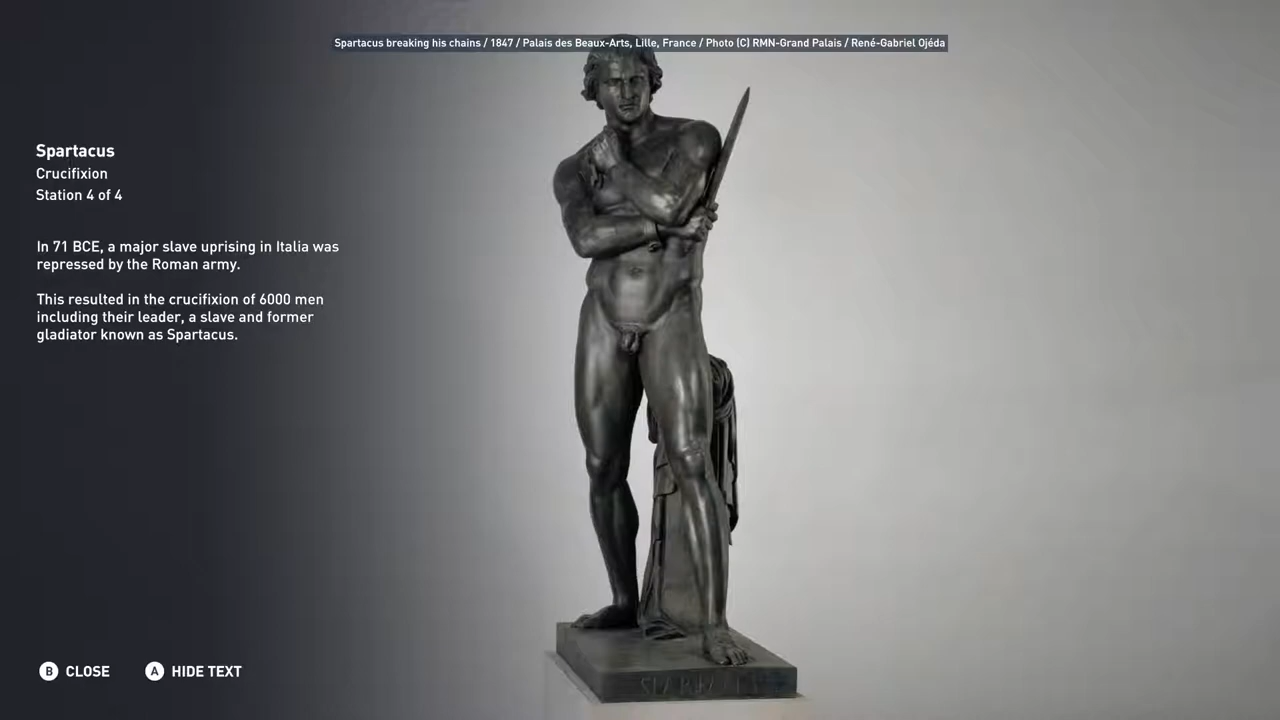 Spartacus breaking his chains / 1847 / Palais des Beaux-Arts, Lille, France / Photo (C) RMN-Grand Palais / René-Gabriel Ojéda
Spartacus
Crucifixion
Station 4 of 4
In 71 BCE, a major slave uprising in Italia was
repressed by the Roman army.
This resulted in the crucifixion of 6000 men
including their leader, a slave and former
gladiator known as Spartacus.
B CLOSE A HIDE TEXT